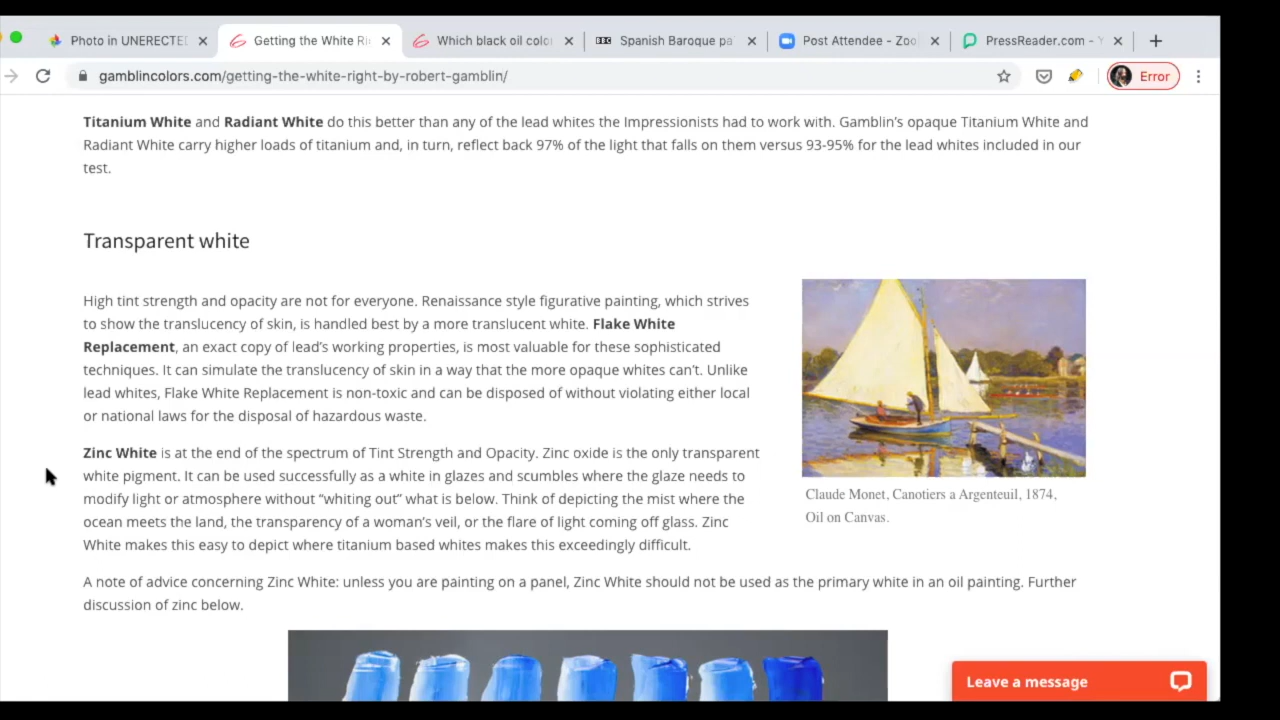 Photo in UNERECTED
Getting the White Ri
Which black oil colo
BBC Spanish Baroque pa
Post Attendee - Zoo
PressReader.com - Y
gamblincolors.com/getting-the-white-right-by-robert-gamblin/
Error
Titanium White and Radiant White do this better than any of the lead whites the Impressionists had to work with. Gamblin's opaque Titanium White and
Radiant White carry higher loads of titanium and, in turn, reflect back 97% of the light that falls on them versus 93-95% for the lead whites included in our
test.
Transparent white
High tint strength and opacity are not for everyone. Renaissance style figurative painting, which strives
to show the translucency of skin, is handled best by a more translucent white. Flake White
Replacement, an exact copy of lead's working properties, is most valuable for these sophisticated
techniques. It can simulate the translucency of skin in a way that the more opaque whites can't. Unlike
lead whites, Flake White Replacement is non-toxic and can be disposed of without violating either local
or national laws for the disposal of hazardous waste.
Zinc White is at the end of the spectrum of Tint Strength and Opacity. Zinc oxide is the only transparent
white pigment. It can be used successfully as a white in glazes and scumbles where the glaze needs to
modify light or atmosphere without “whiting out” what is below. Think of depicting the mist where the
ocean meets the land, the transparency of a woman's veil, or the flare of light coming off glass. Zinc
White makes this easy to depict where titanium based whites makes this exceedingly difficult.
Claude Monet, Canotiers a Argenteuil, 1874,
Oil on Canvas.
A note of advice concerning Zinc White: unless you are painting on a panel, Zinc White should not be used as the primary white in an oil painting. Further
discussion of zinc below.
Leave a message